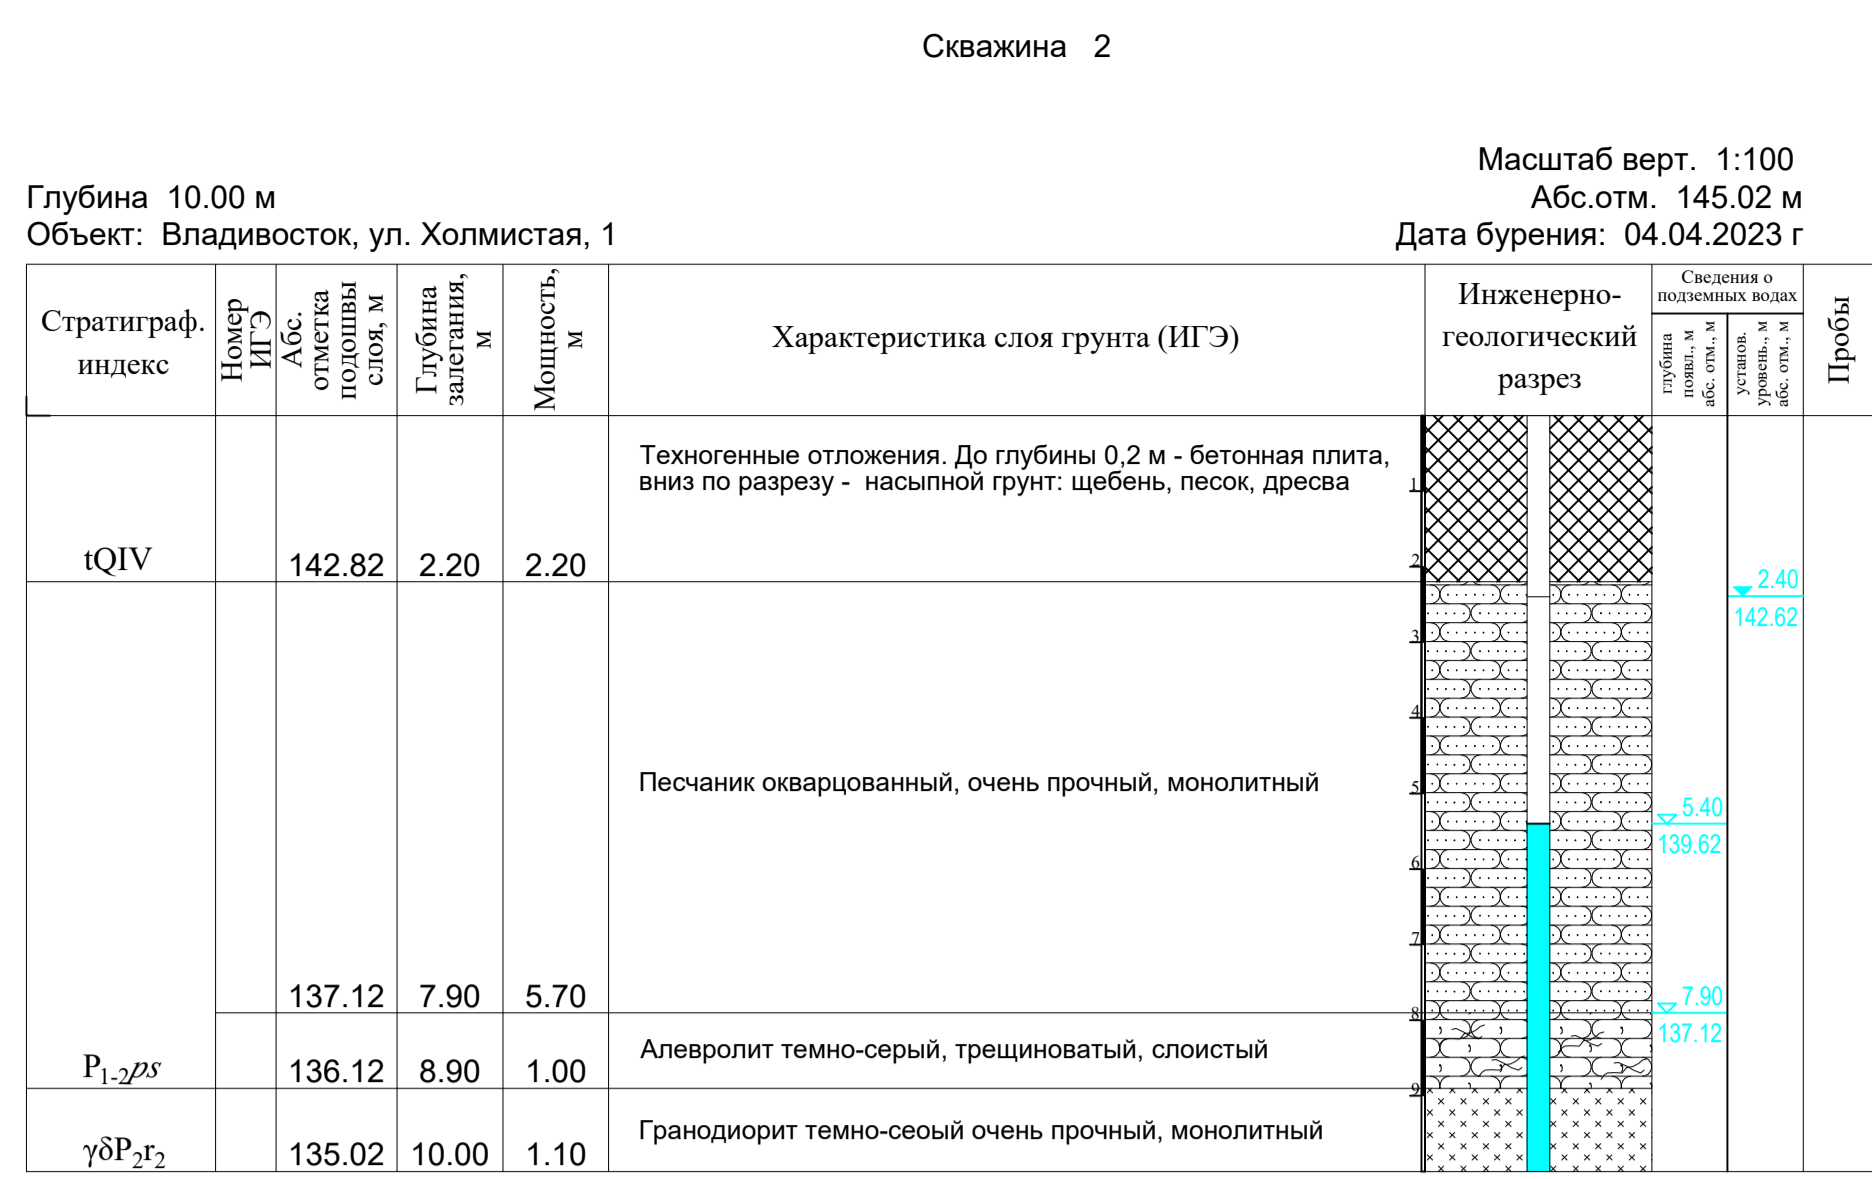 Скважина 2
Масштаб верт. 1:100
Глубина 10.00 м
Абс.отм. 145.02 м
Объект: Владивосток, ул. Холмистая, 1
Дата бурения: 04.04.2023 г
Стратиграф.
индекс
Номер
ИГЭ
Абс.
отметка
подошвы
слоя, м
Глубина
залегания,
м
Мощность,
м
Характеристика слоя грунта (ИГЭ)
Инженерно-
геологический
разрез
Сведения о
подземных водах
глубина
появл., м
абс. отм., м
установ.
уровень., м
абс. отм., м
Пробы
Техногенные отложения. До глубины 0,2 м - бетонная плита,
вниз по разрезу - насыпной грунт: щебень, песок, дресва
1
tQIV
142.82
2.20
2.20
2
2.40
142.62
3
4
Песчаник окварцованный, очень прочный, монолитный
5
5.40
139.62
6
7
137.12
7.90
5.70
7.90
137.12
8
Алевролит темно-серый, трещиноватый, слоистый
P1-2ps
136.12
8.90
1.00
9
Гранодиорит темно-сеоый очень прочный, монолитный
γδP2r2
135.02
10.00
1.10